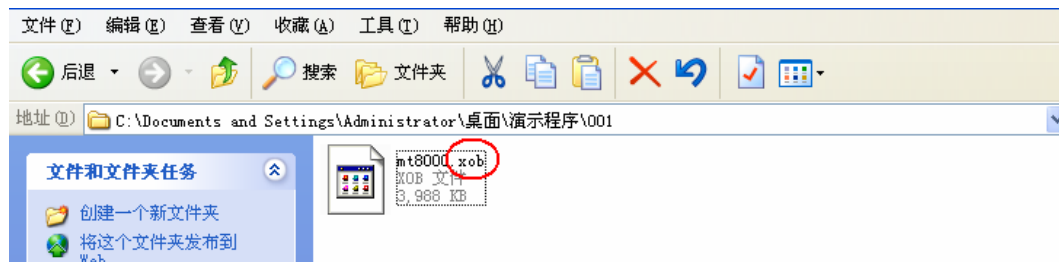 文件(F) 编辑(E) 查看(V) 收藏(A) 工具(T) 帮助(H)
后退 搜索 文件夹
地址(D) C:\Documents and Settings\Administrator\桌面\演示程序\001
文件和文件夹任务
创建一个新文件夹
将这个文件夹发布到
Web
mt8000.xob
XOB 文件
3,988 KB